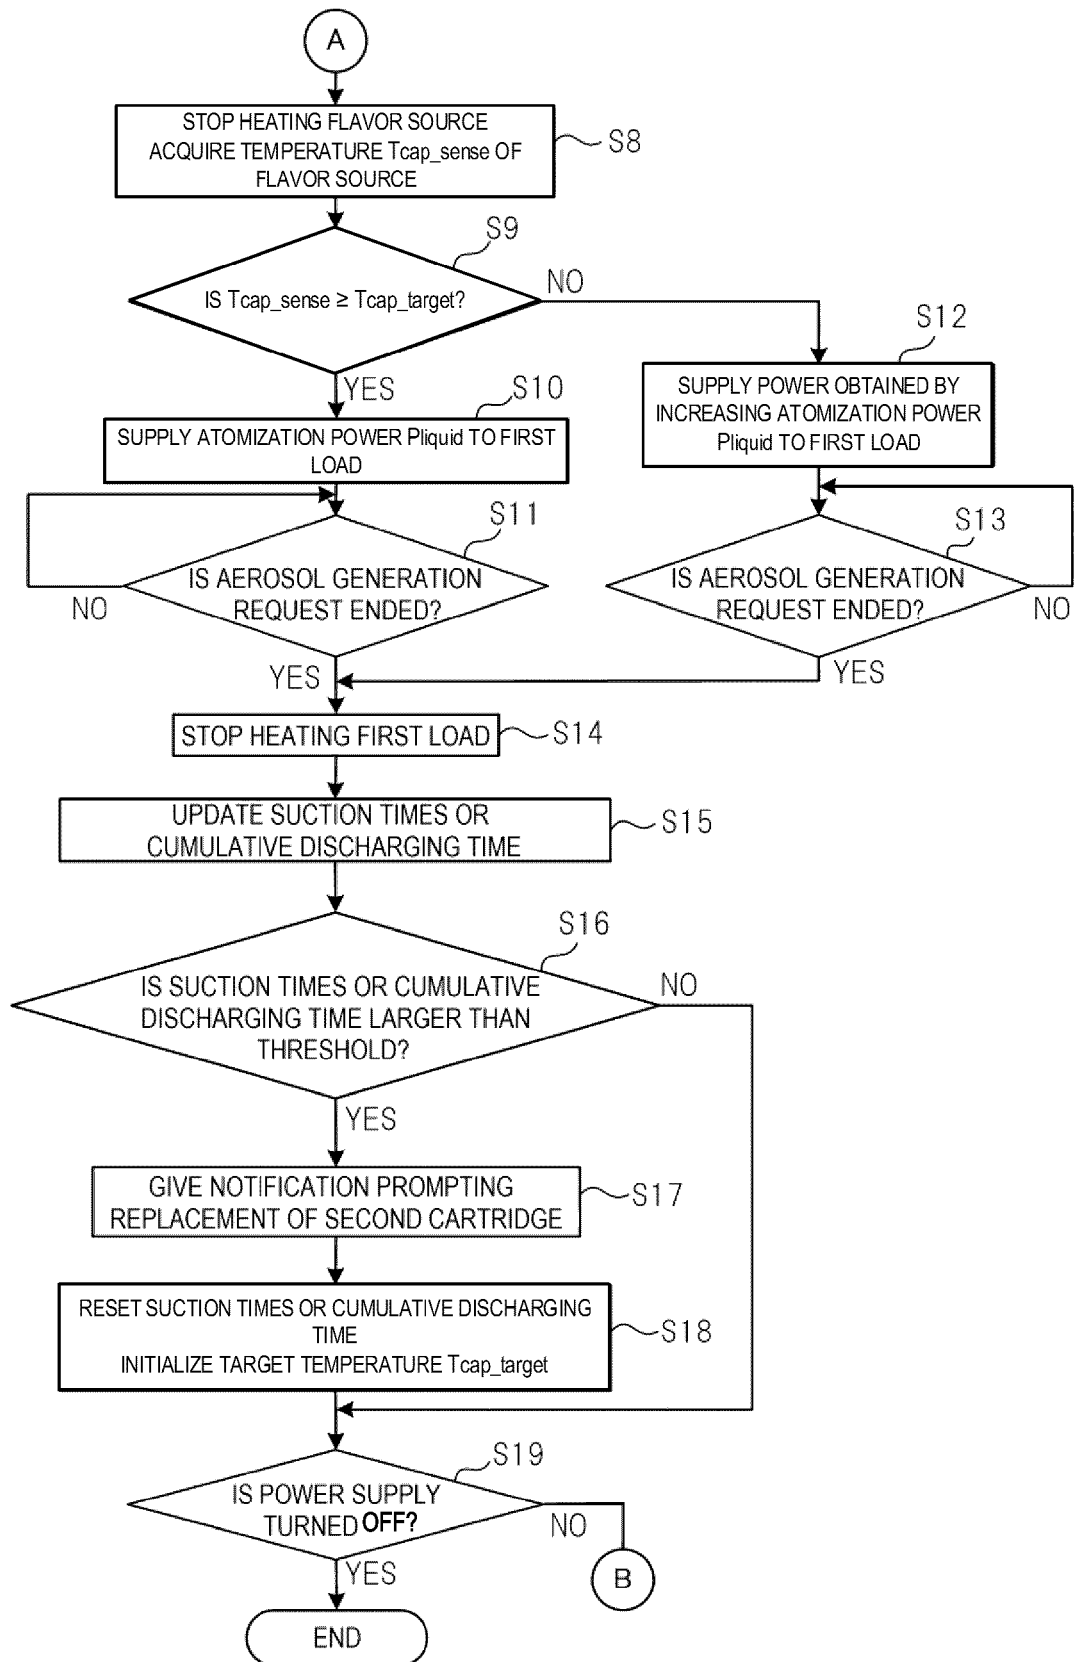 A
STOP HEATING FLAVOR SOURCE
ACQUIRE TEMPERATURE Tcap_sense OF
FLAVOR SOURCE
S8
S9
IS Tcap_sense ≥ Tcap_target?
NO
YES
S10
SUPPLY ATOMIZATION POWER Pliquid TO FIRST
LOAD
S12
SUPPLY POWER OBTAINED BY
INCREASING ATOMIZATION POWER
Pliquid TO FIRST LOAD
S11
IS AEROSOL GENERATION
REQUEST ENDED?
NO
YES
S13
IS AEROSOL GENERATION
REQUEST ENDED?
NO
YES
STOP HEATING FIRST LOAD
S14
UPDATE SUCTION TIMES OR
CUMULATIVE DISCHARGING TIME
S15
S16
IS SUCTION TIMES OR CUMULATIVE
DISCHARGING TIME LARGER THAN
THRESHOLD?
NO
YES
GIVE NOTIFICATION PROMPTING
REPLACEMENT OF SECOND CARTRIDGE
S17
RESET SUCTION TIMES OR CUMULATIVE DISCHARGING
TIME
INITIALIZE TARGET TEMPERATURE Tcap_target
S18
S19
IS POWER SUPPLY
TURNED OFF?
NO
B
YES
END